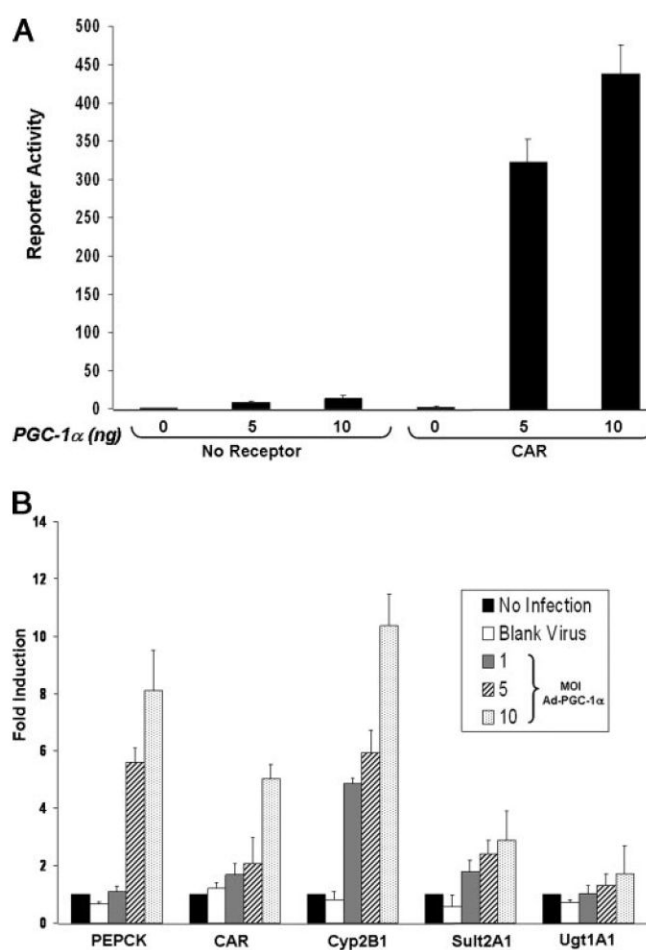 A
Reporter Activity
500
450
400
350
300
250
200
150
100
50
0
PGC-1α (ng) 0 5 10 0 5 10
No Receptor CAR
B
Fold Induction
14
12
10
8
6
4
2
0
No Infection
Blank Virus
1
5
10
MOI
Ad-PGC-1α
PEPCK CAR Cyp2B1 Sult2A1 Ugt1A1